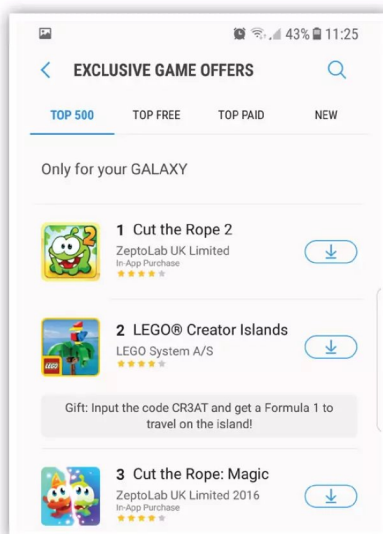 43% 11:25
EXCLUSIVE GAME OFFERS
TOP 500 TOP FREE TOP PAID NEW
Only for your GALAXY
2
1 Cut the Rope 2
ZeptoLab UK Limited
In-App Purchase
2 LEGO® Creator Islands
LEGO System A/S
LEGO
Gift: Input the code CR3AT and get a Formula 1 to
travel on the island!
3 Cut the Rope: Magic
ZeptoLab UK Limited 2016
In-App Purchase